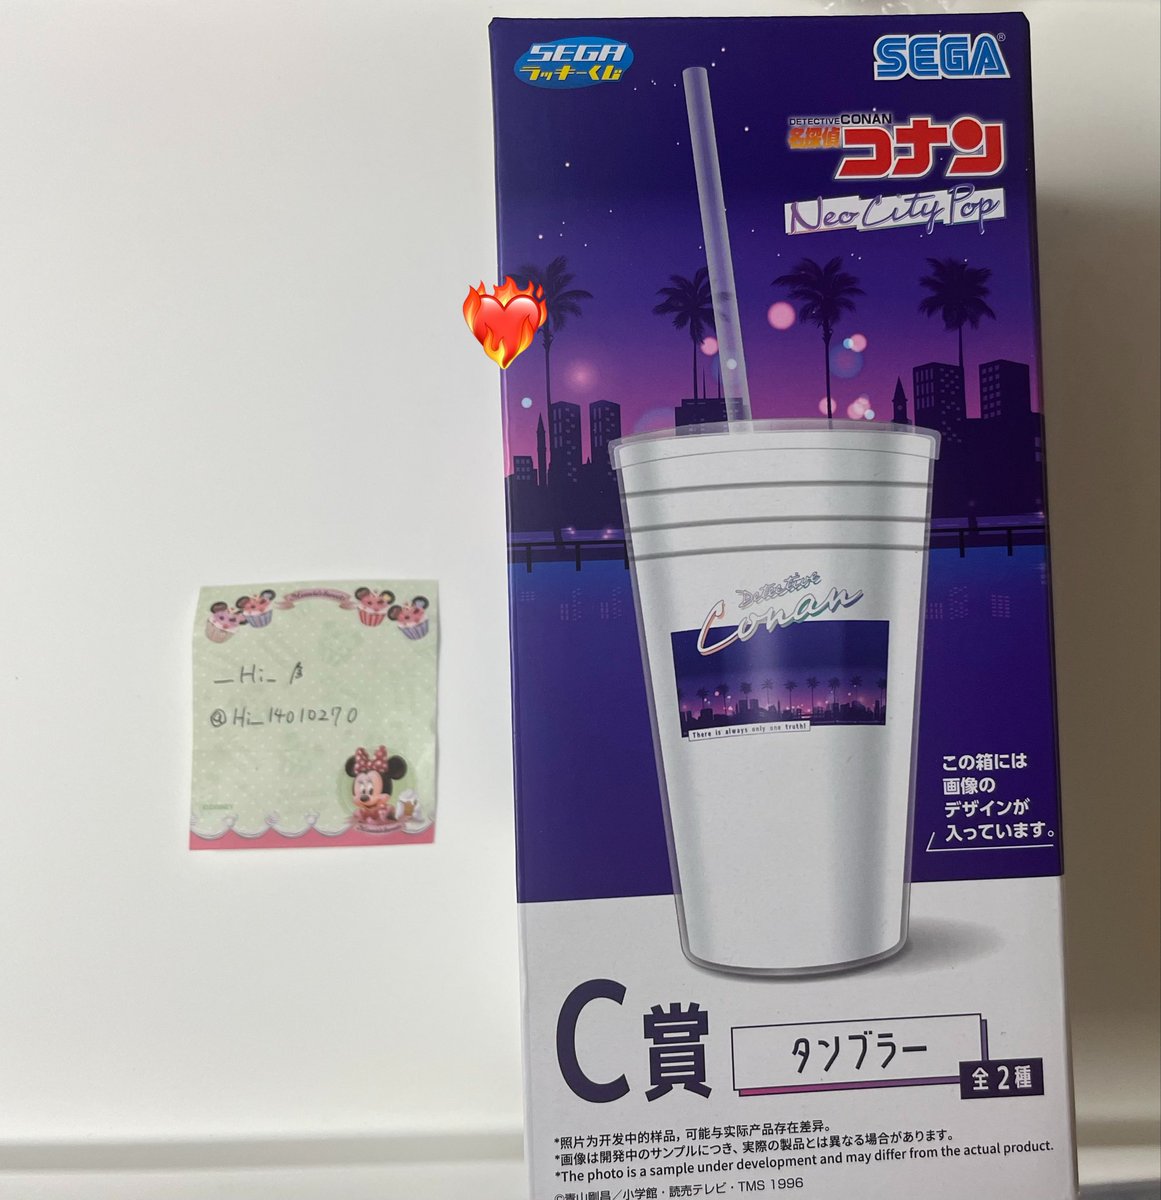 SEGA
ラッキーくじ
SEGA
DETECTIVE CONAN
名探偵
コナン
Neo City Pop
Detective
Conan
There is always only one truth!
@Hi_14010270
この箱には
画像の
デザインが
入っています。
C賞
タンブラー
全2種
*照片为开发中的样品，可能与实际产品存在差异。
*画像は開発中のサンプルにつき、実際の製品とは異なる場合があります。
*The photo is a sample under development and may differ from the actual product.
©青山剛昌／小学館・読売テレビ・TMS 1996